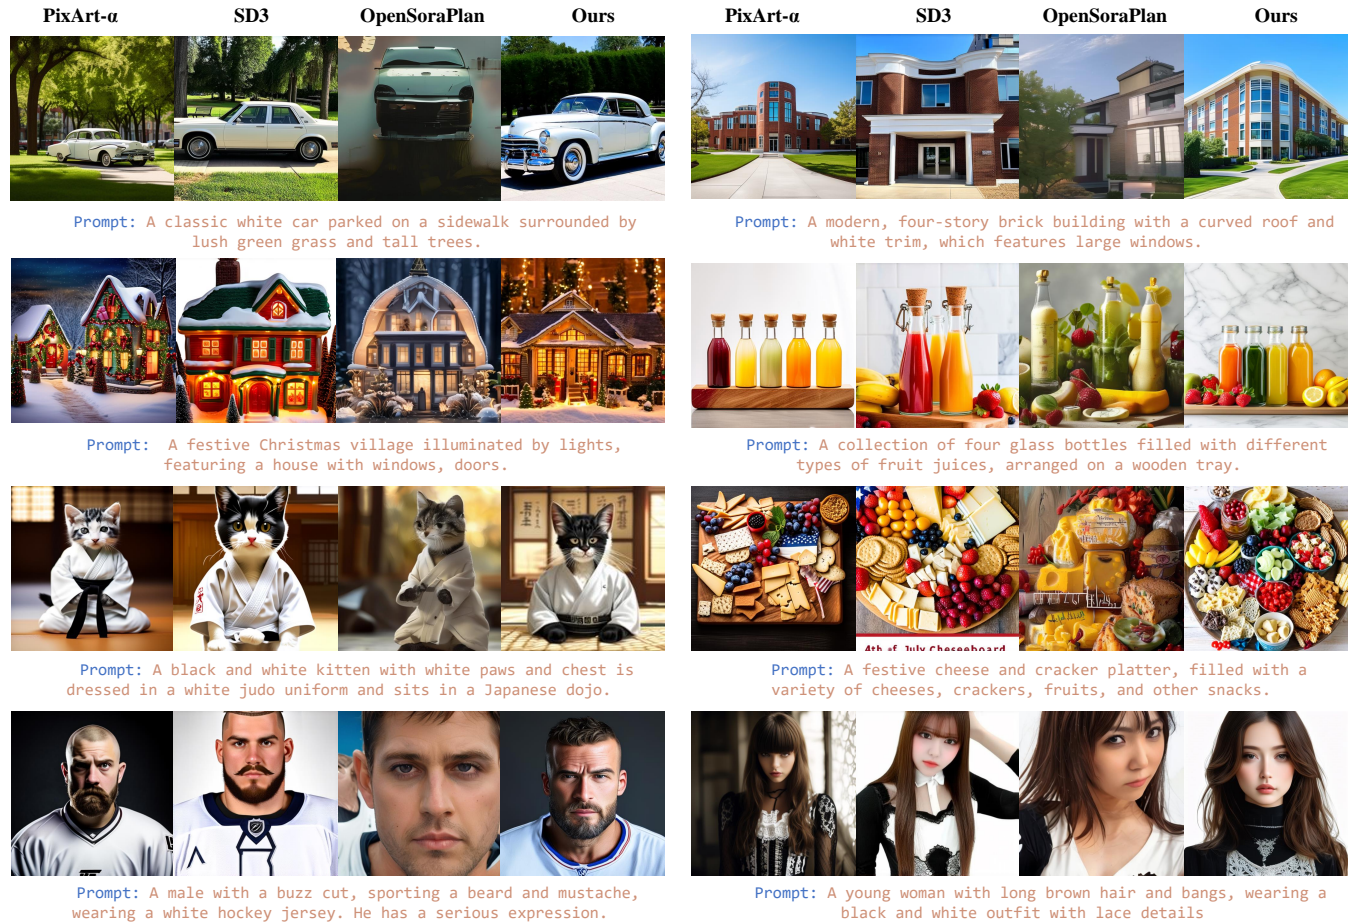 PixArt-α SD3 OpenSoraPlan Ours
PixArt-α SD3 OpenSoraPlan Ours
Prompt: A classic white car parked on a sidewalk surrounded by
lush green grass and tall trees.
Prompt: A modern, four-story brick building with a curved roof and
white trim, which features large windows.
Prompt: A festive Christmas village illuminated by lights,
featuring a house with windows, doors.
Prompt: A collection of four glass bottles filled with different
types of fruit juices, arranged on a wooden tray.
4th of July Cheseeboard
Prompt: A black and white kitten with white paws and chest is
dressed in a white judo uniform and sits in a Japanese dojo.
Prompt: A festive cheese and cracker platter, filled with a
variety of cheeses, crackers, fruits, and other snacks.
Prompt: A male with a buzz cut, sporting a beard and mustache,
wearing a white hockey jersey. He has a serious expression.
Prompt: A young woman with long brown hair and bangs, wearing a
black and white outfit with lace details